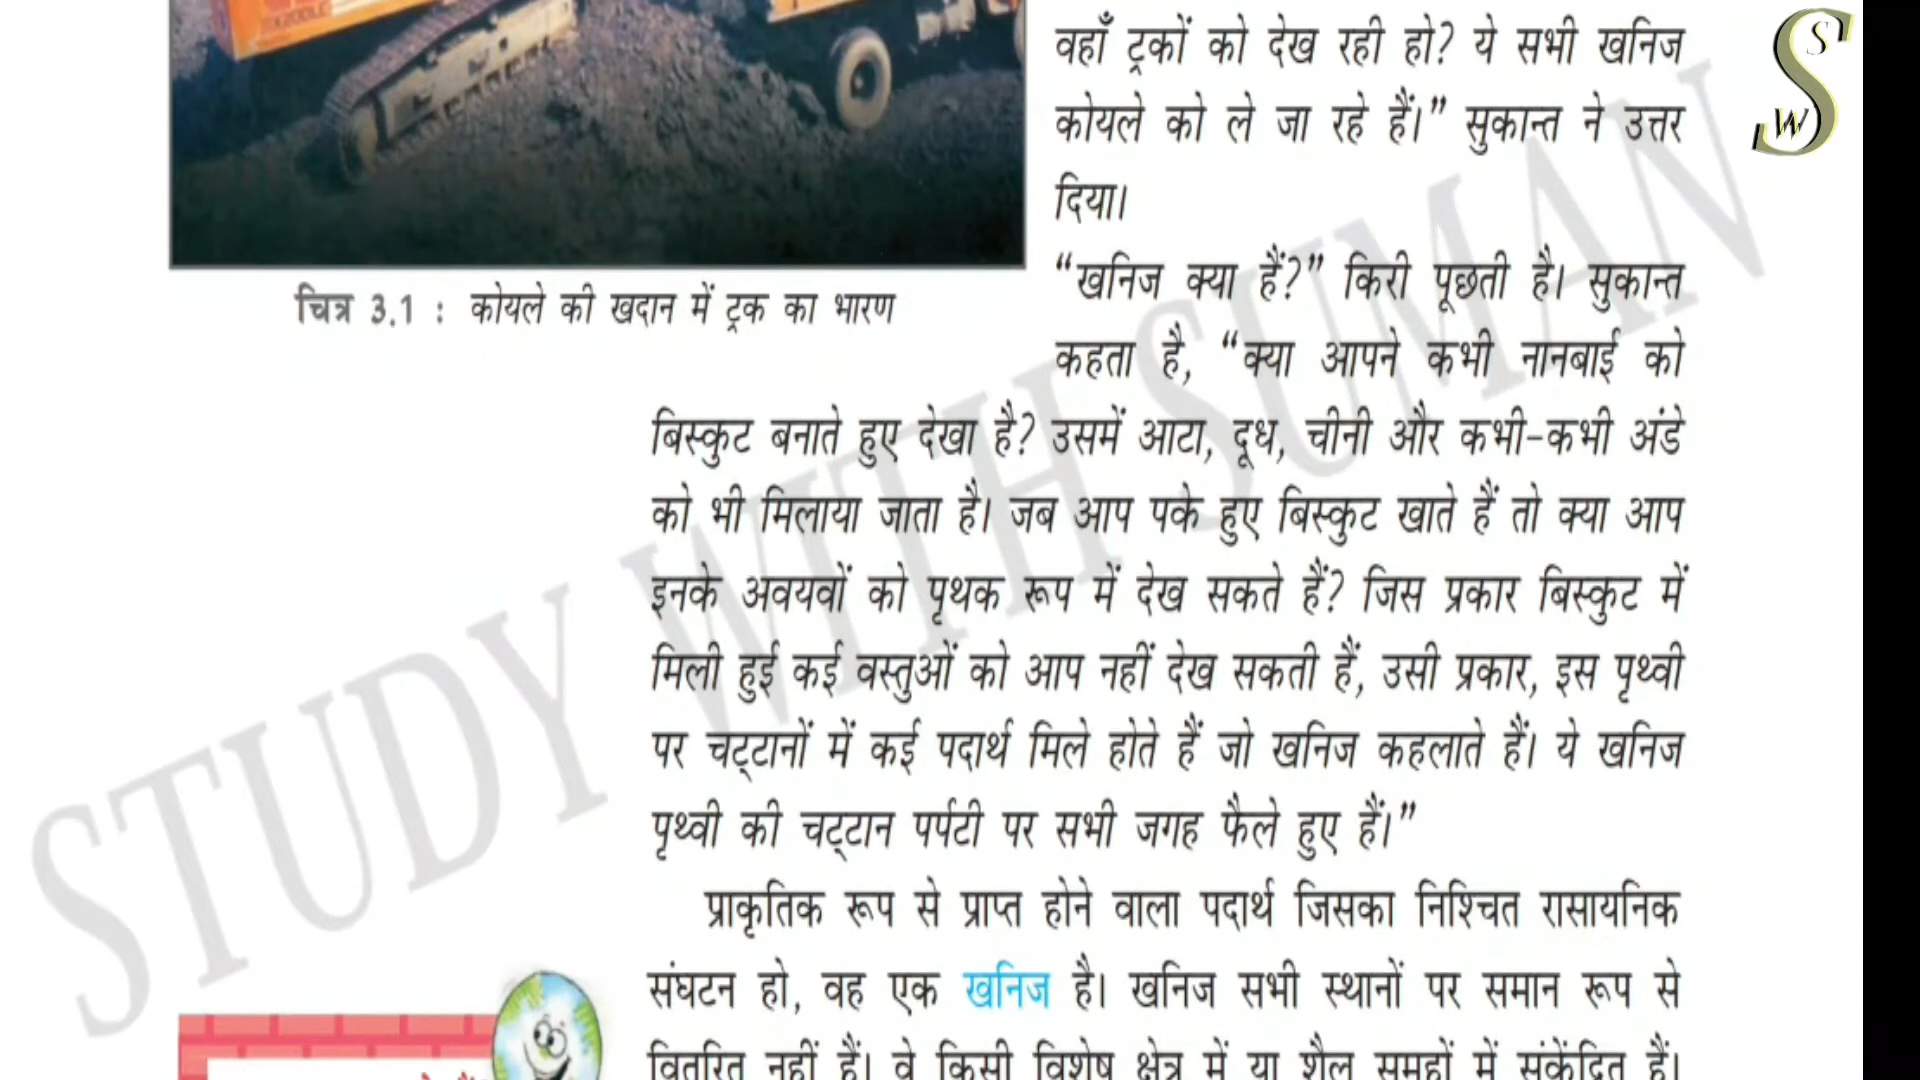 EX200LC
वहाँ ट्रकों को देख रही हो? ये सभी खनिज
कोयले को ले जा रहे हैं।” सुकान्त ने उत्तर
दिया।
“खनिज क्या हैं?” किरी पूछती है। सुकान्त
कहता है, “क्या आपने कभी नानबाई को
बिस्कुट बनाते हुए देखा है? उसमें आटा, दूध, चीनी और कभी-कभी अंडे
को भी मिलाया जाता है। जब आप पके हुए बिस्कुट खाते हैं तो क्या आप
इनके अवयवों को पृथक रूप में देख सकते हैं? जिस प्रकार बिस्कुट में
मिली हुई कई वस्तुओं को आप नहीं देख सकती हैं, उसी प्रकार, इस पृथ्वी
पर चट्टानों में कई पदार्थ मिले होते हैं जो खनिज कहलाते हैं। ये खनिज
पृथ्वी की चट्टान पर्पटी पर सभी जगह फैले हुए हैं।”
प्राकृतिक रूप से प्राप्त होने वाला पदार्थ जिसका निश्चित रासायनिक
संघटन हो, वह एक खनिज है। खनिज सभी स्थानों पर समान रूप से
वितरित नहीं हैं। वे किसी विशेष क्षेत्र में या शैल समूहों में संकेंद्रित हैं।
चित्र 3.1 : कोयले की खदान में ट्रक का भारण
STUDY WITH SUMAN
S S W